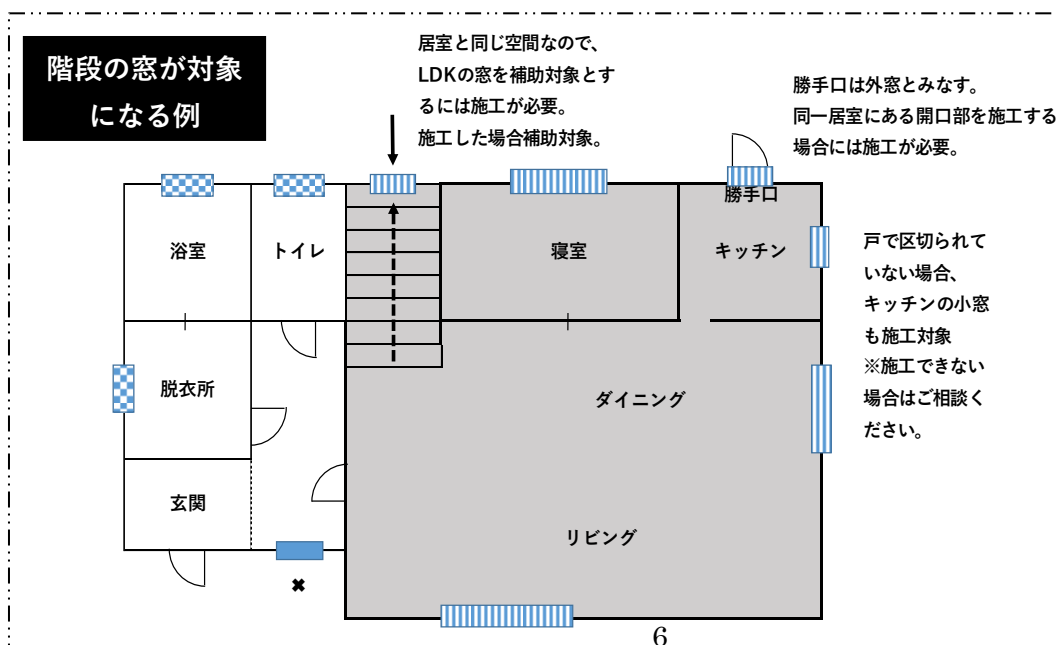 階段の窓が対象
になる例
居室と同じ空間なので、
LDKの窓を補助対象とす
るには施工が必要。
施工した場合補助対象。
勝手口は外窓とみなす。
同一居室にある開口部を施工する
場合には施工が必要。
浴室
トイレ
寝室
勝手口
キッチン
戸で区切られて
いない場合、
キッチンの小窓
も施工対象
※施工できない
場合はご相談く
ださい。
脱衣所
ダイニング
玄関
リビング
✖
6